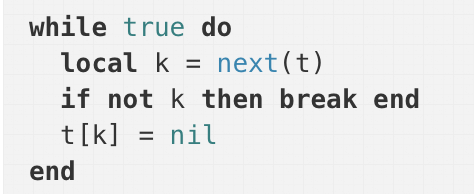 while true do
  local k = next(t)
  if not k then break end
  t[k] = nil
end